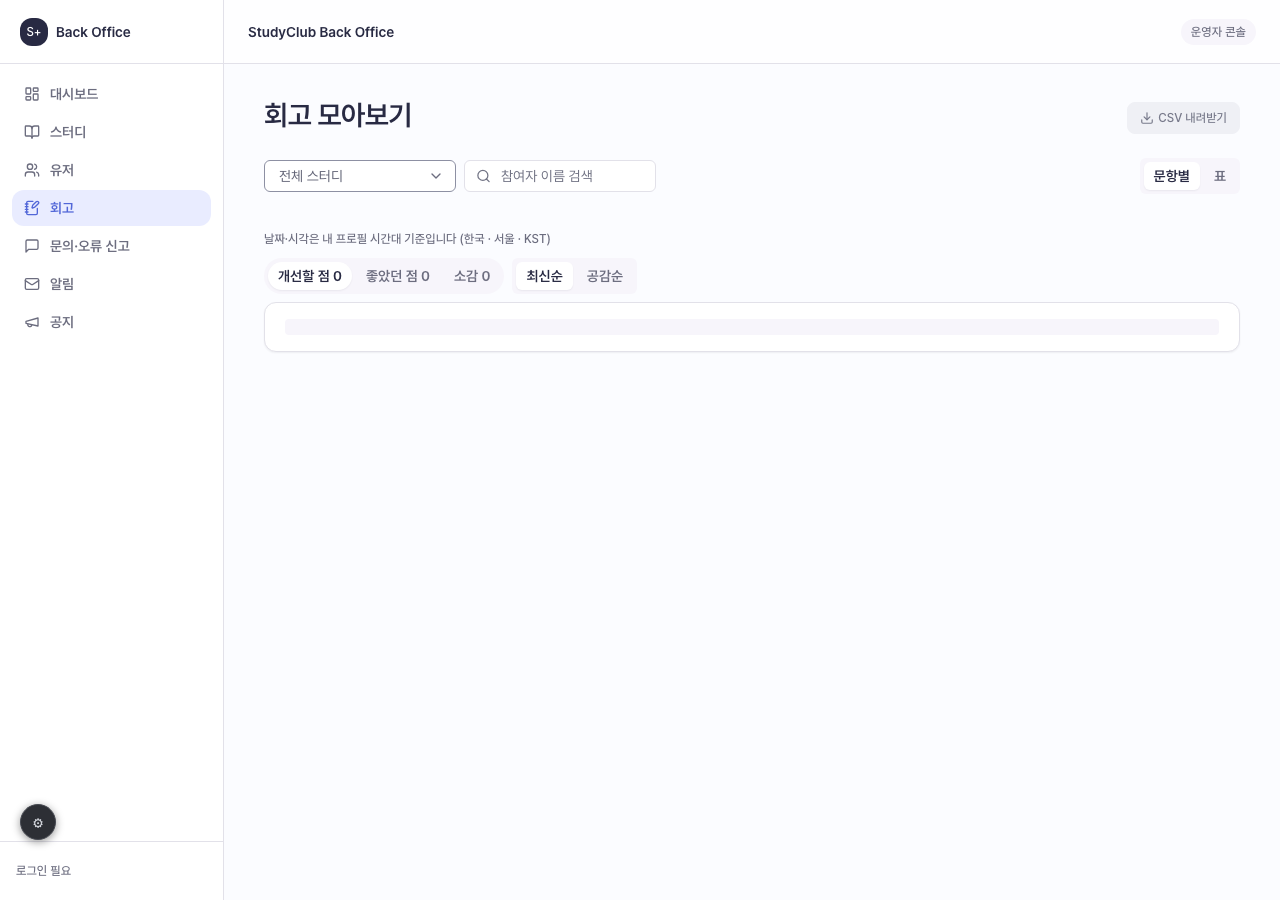 S+ Back Office
StudyClub Back Office
운영자 콘솔
대시보드
스터디
유저
회고
문의·오류 신고
알림
공지
로그인 필요
회고 모아보기
CSV 내려받기
전체 스터디
참여자 이름 검색
문항별 표
날짜·시각은 내 프로필 시간대 기준입니다 (한국 · 서울 · KST)
개선할 점 0 좋았던 점 0 소감 0 최신순 공감순